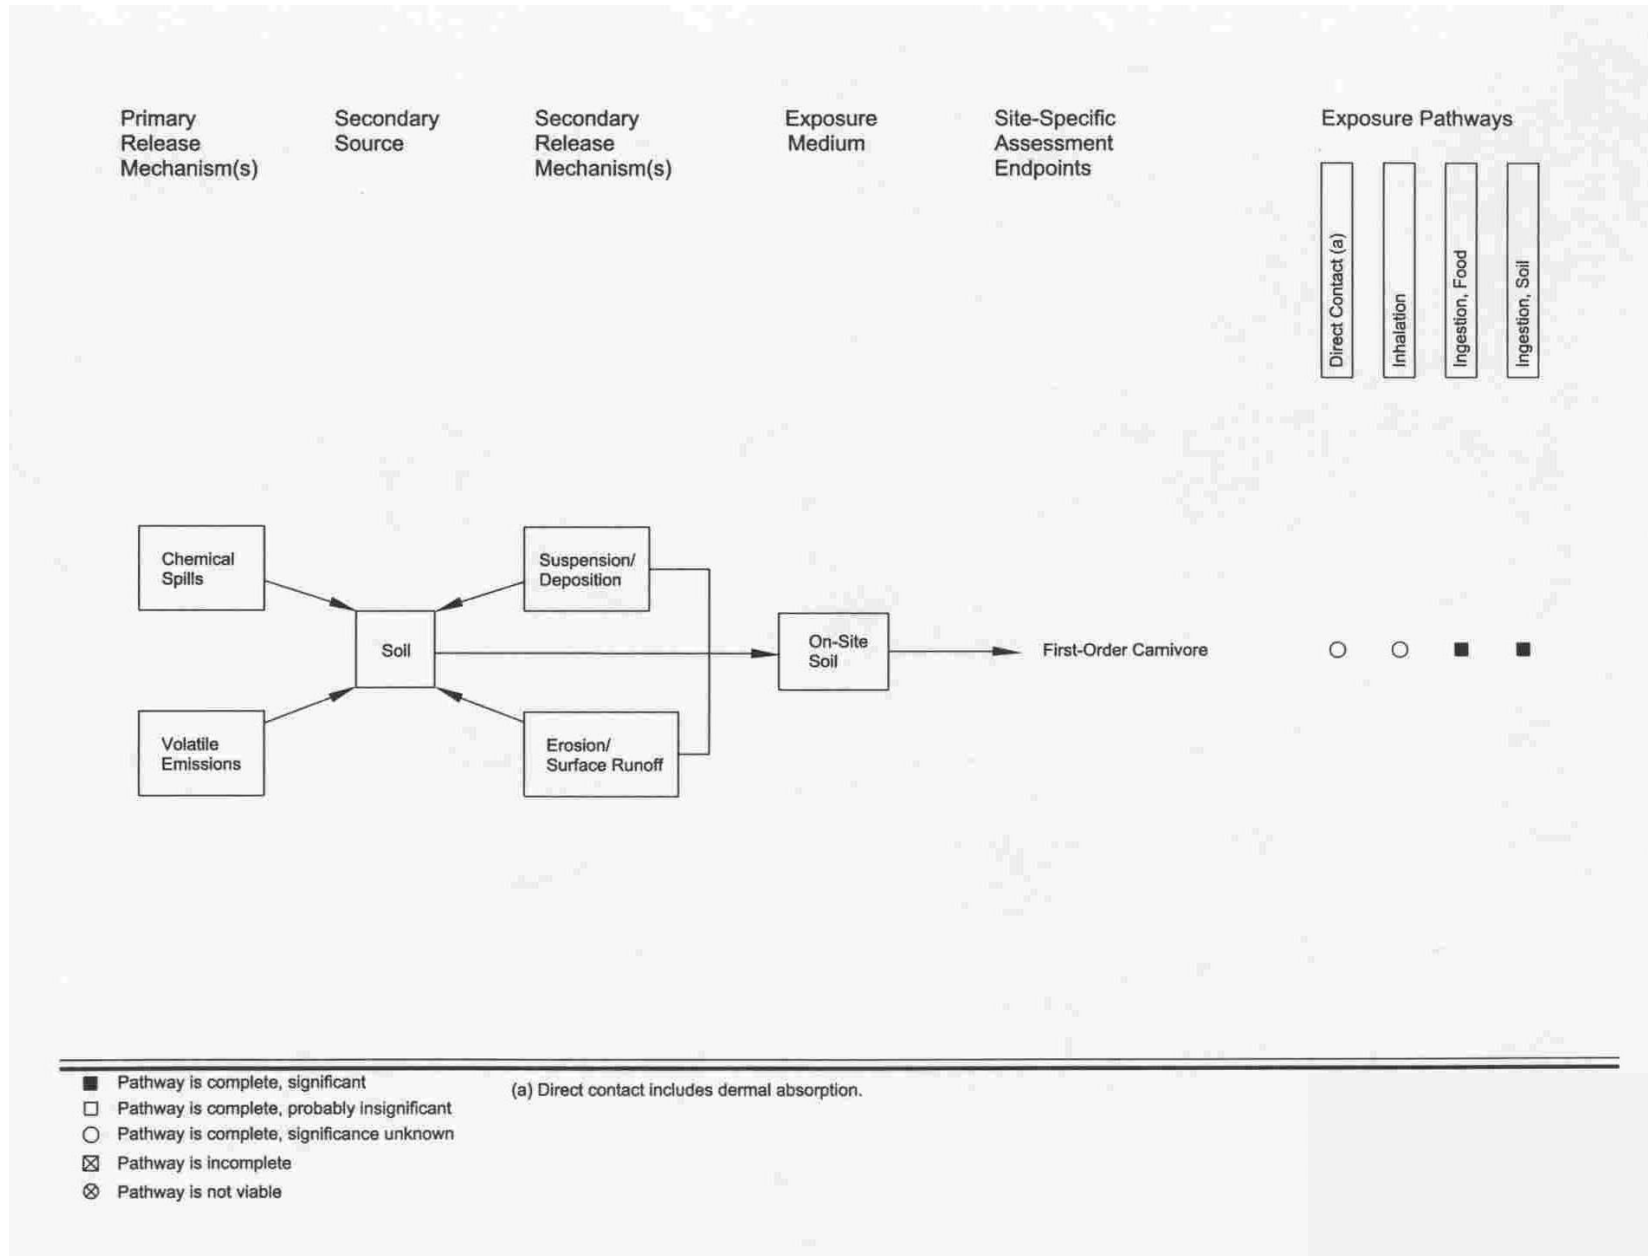 Primary
Release
Mechanism(s)
Secondary
Source
Secondary
Release
Mechanism(s)
Exposure
Medium
Site-Specific
Assessment
Endpoints
Exposure Pathways
Direct Contact (a)
Inhalation
Ingestion, Food
Ingestion, Soil
Chemical
Spills
Suspension/
Deposition
Soil
On-Site
Soil
First-Order Carnivore
Volatile
Emissions
Erosion/
Surface Runoff
Pathway is complete, significant
Pathway is complete, probably insignificant
Pathway is complete, significance unknown
Pathway is incomplete
Pathway is not viable
(a) Direct contact includes dermal absorption.